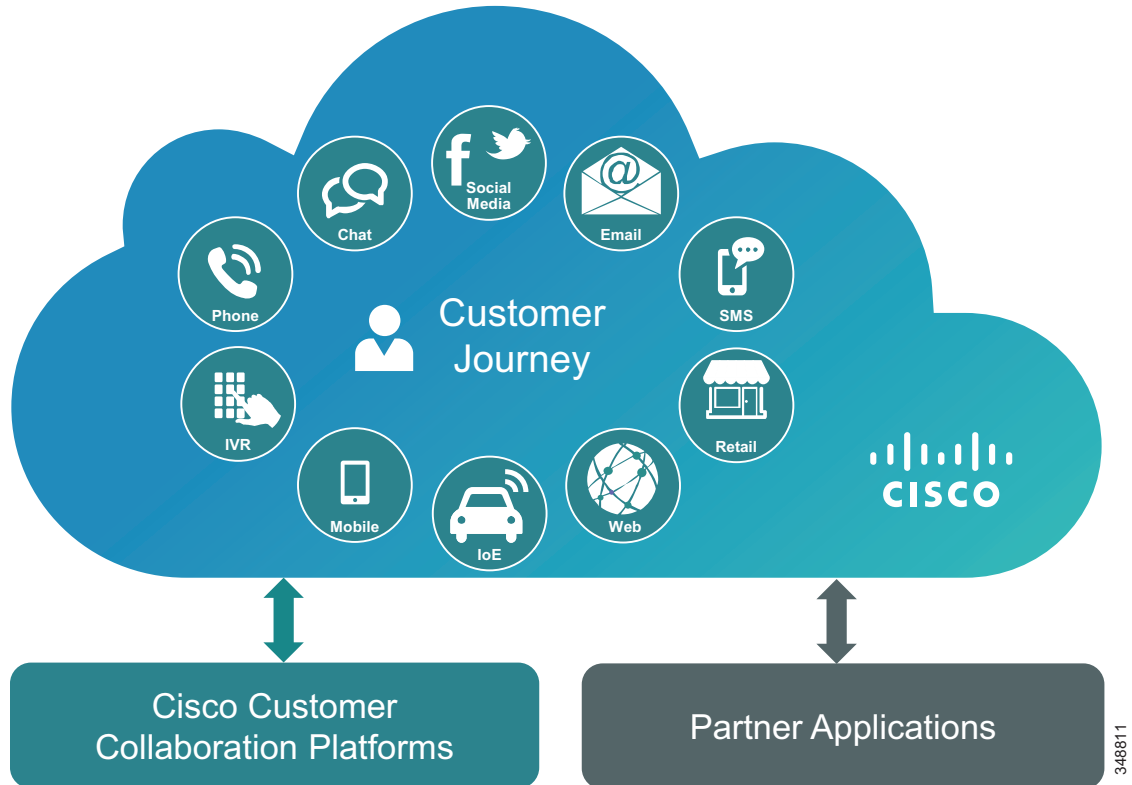 f
Social
Media
Chat
@
Email
Phone
SMS
Customer
Journey
IVR
Retail
Mobile
IoE
Web
CISCO
Cisco Customer
Collaboration Platforms
Partner Applications
348811